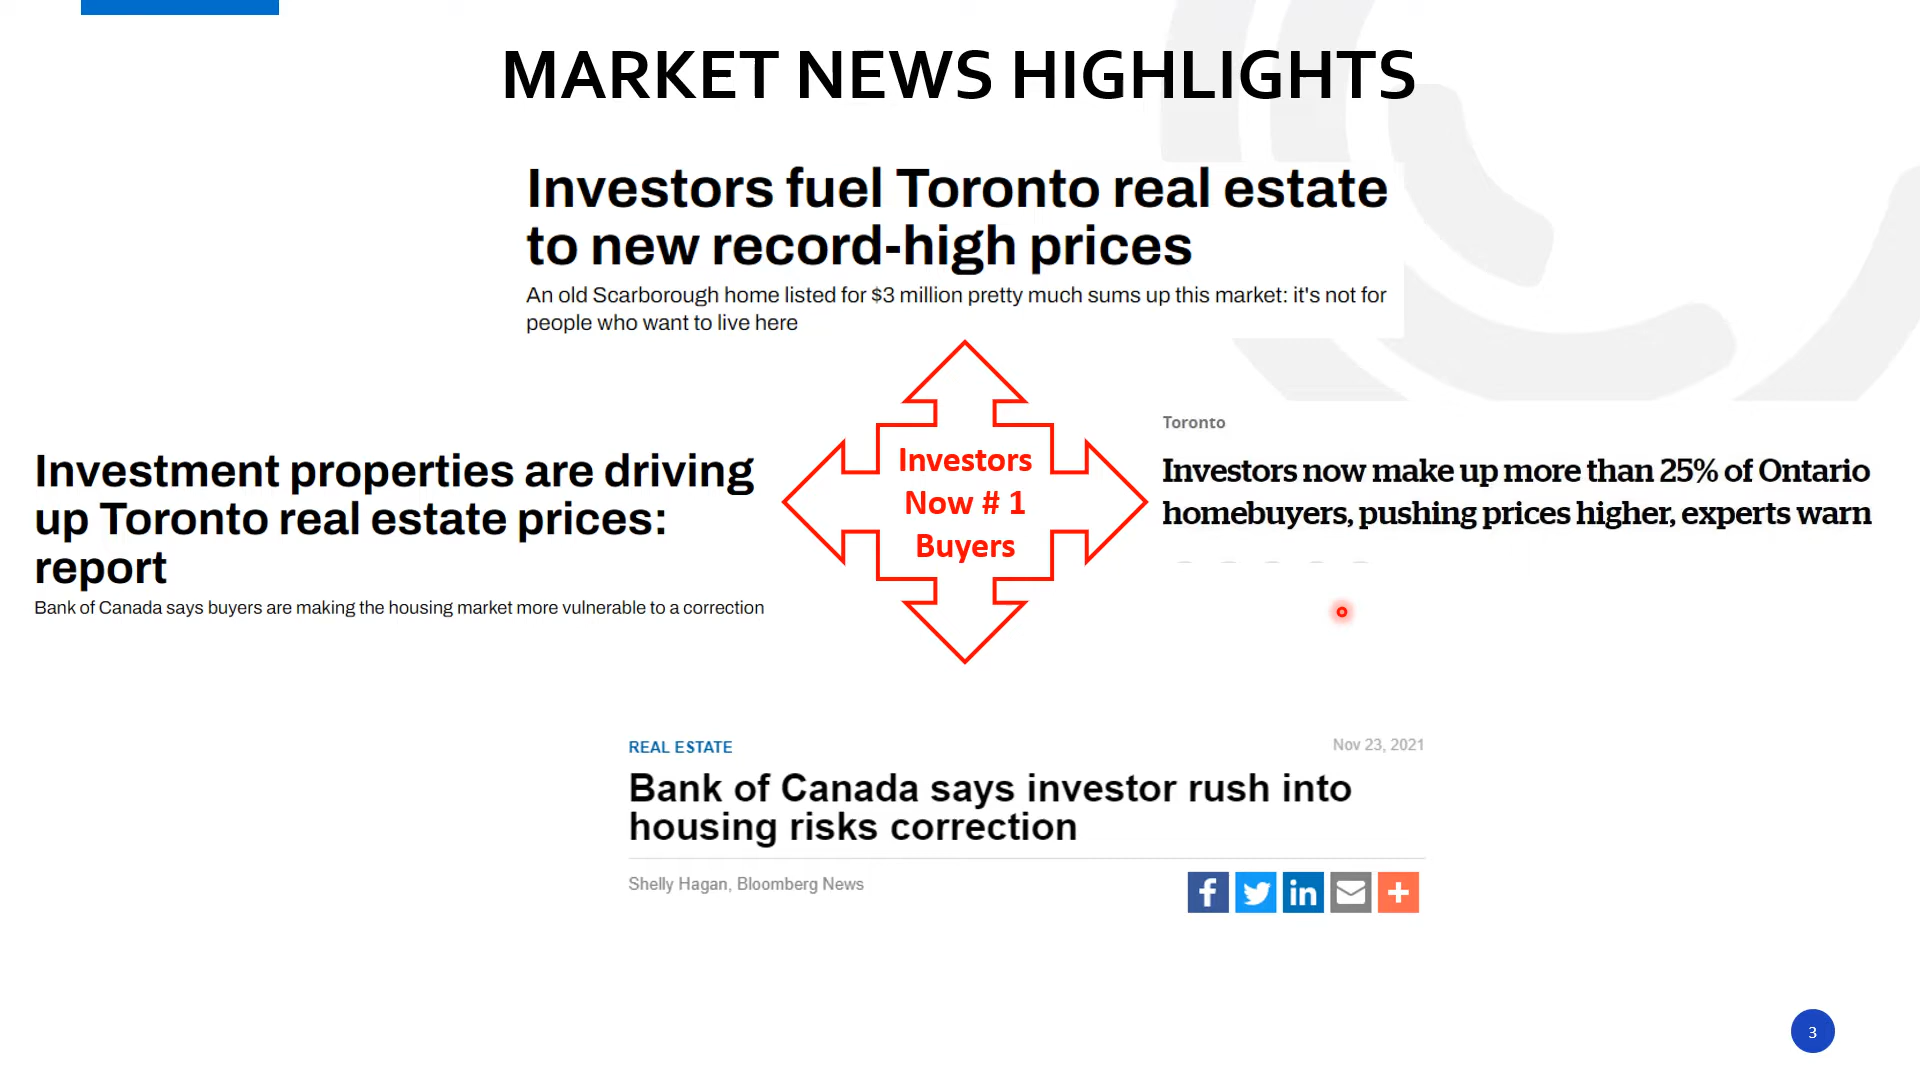 MARKET NEWS HIGHLIGHTS
Investors fuel Toronto real estate
to new record-high prices
An old Scarborough home listed for $3 million pretty much sums up this market: it's not for
people who want to live here
Investment properties are driving
up Toronto real estate prices:
report
Bank of Canada says buyers are making the housing market more vulnerable to a correction
Investors
Now # 1
Buyers
Toronto
Investors now make up more than 25% of Ontario
homebuyers, pushing prices higher, experts warn
REAL ESTATE
Nov 23, 2021
Bank of Canada says investor rush into
housing risks correction
Shelly Hagan, Bloomberg News
3